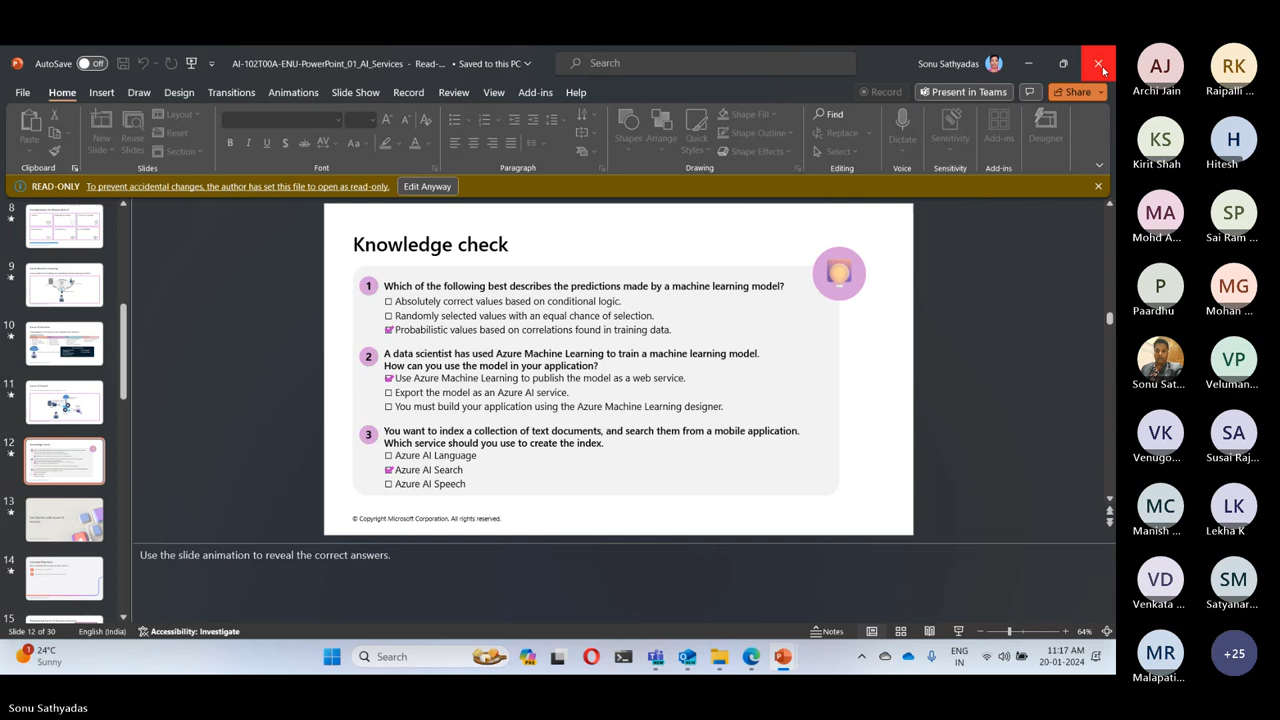 AutoSave Off
AI-102T00A-ENU-PowerPoint_01_AI_Services - Read-... • Saved to this PC
Search
Sonu Sathyadas
File Home Insert Draw Design Transitions Animations Slide Show Record Review View Add-ins Help
Record Present in Teams Share
Paste
New Slide
Reuse Slides
Layout
Reset
Section
Shapes
Arrange
Quick Styles
Shape Fill
Shape Outline
Shape Effects
Find
Replace
Select
Dictate
Sensitivity
Add-ins
Designer
Clipboard Slides Font Paragraph Drawing Editing Voice Sensitivity Add-ins
READ-ONLY To prevent accidental changes, the author has set this file to open as read-only. Edit Anyway
8
9
10
11
12
13
14
15
Knowledge check
1 Which of the following best describes the predictions made by a machine learning model?
Absolutely correct values based on conditional logic.
Randomly selected values with an equal chance of selection.
Probabilistic values based on correlations found in training data.
2 A data scientist has used Azure Machine Learning to train a machine learning model.
How can you use the model in your application?
Use Azure Machine Learning to publish the model as a web service.
Export the model as an Azure AI service.
You must build your application using the Azure Machine Learning designer.
3 You want to index a collection of text documents, and search them from a mobile application.
Which service should you use to create the index.
Azure AI Language
Azure AI Search
Azure AI Speech
© Copyright Microsoft Corporation. All rights reserved.
Use the slide animation to reveal the correct answers.
Slide 12 of 30 English (India) Accessibility: Investigate Notes 64%
1
24°C
Sunny
Search
ENG
IN
11:17 AM
20-01-2024
AJ
Archi Jain
RK
Raipalli ...
KS
Kirit Shah
H
Hitesh
MA
Mohd A...
SP
Sai Ram ...
P
Paardhu
MG
Mohan ...
Sonu Sat...
VP
Veluman...
VK
Venugo...
SA
Susai Raj...
MC
Manish ...
LK
Lekha K
VD
Venkata ...
SM
Satyanar...
MR
Malapati...
+25
Sonu Sathyadas